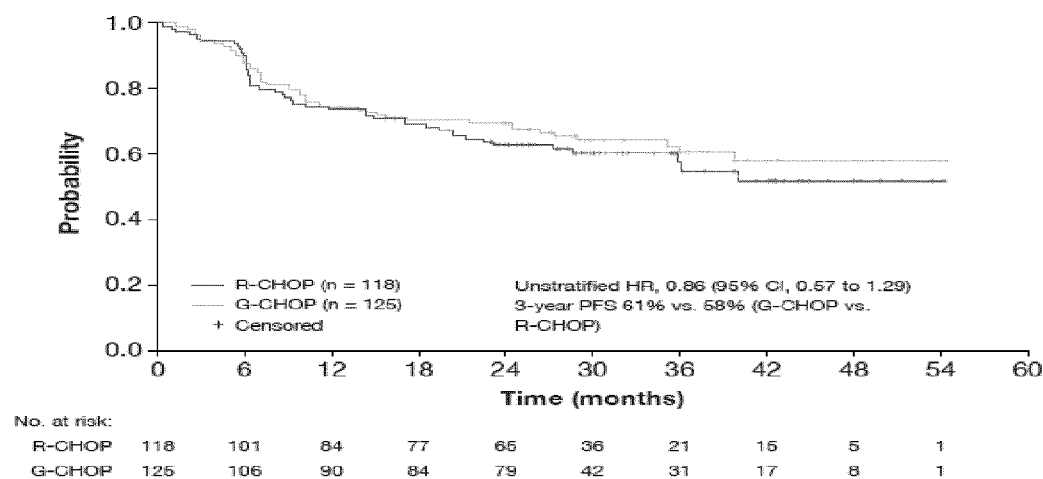 1.0
0.8
0.6
0.4
0.2
0.0
Probability
R-CHOP (n = 118)
G-CHOP (n = 125)
+ Censored
Unstratified HR, 0.86 (95% CI, 0.57 to 1.29)
3-year PFS 61% vs. 58% (G-CHOP vs.
R-CHOP)
0 6 12 18 24 30 36 42 48 54 60
Time (months)
No. at risk:
R-CHOP 118 101 84 77 65 36 21 15 5 1
G-CHOP 125 106 90 84 79 42 31 17 8 1